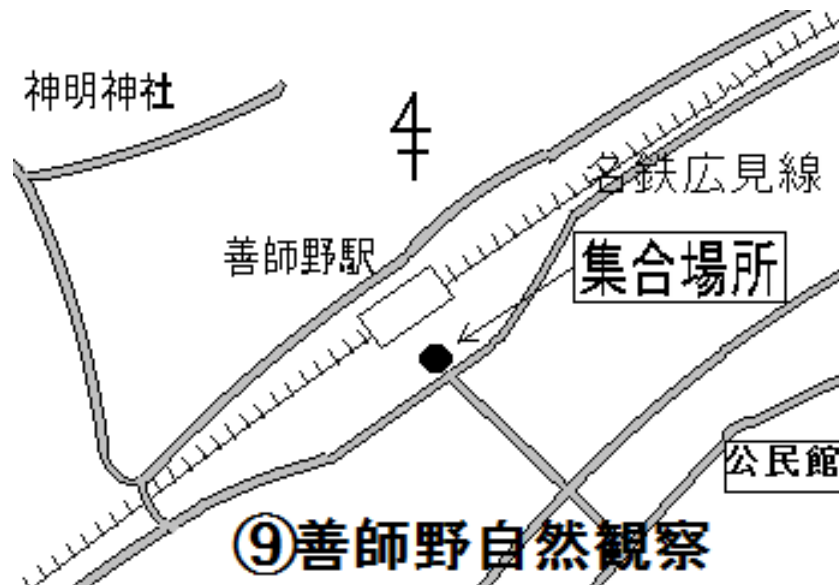 神明神社
名鉄広見線
善師野駅
集合場所
公民館
⑨善師野自然観察